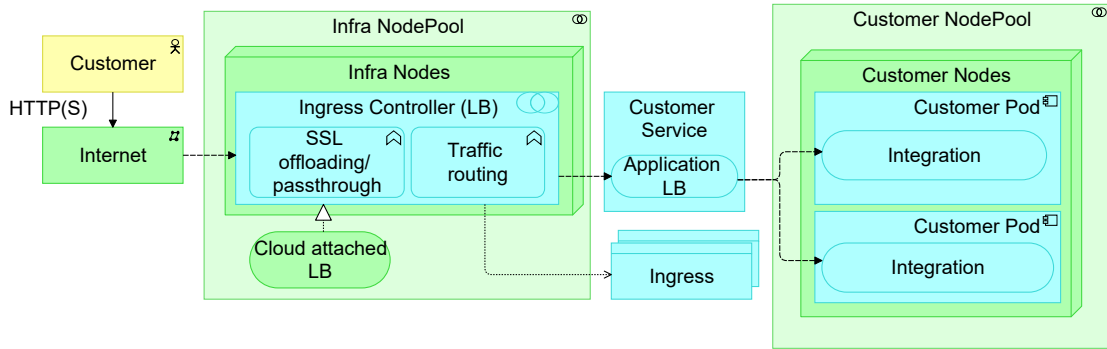 Customer
HTTP(S)
Internet
Infra NodePool
Infra Nodes
Ingress Controller (LB)
SSL
offloading/
passthrough
Traffic
routing
Cloud attached
LB
Customer
Service
Application
LB
Ingress
Customer NodePool
Customer Nodes
Customer Pod
Integration
Customer Pod
Integration